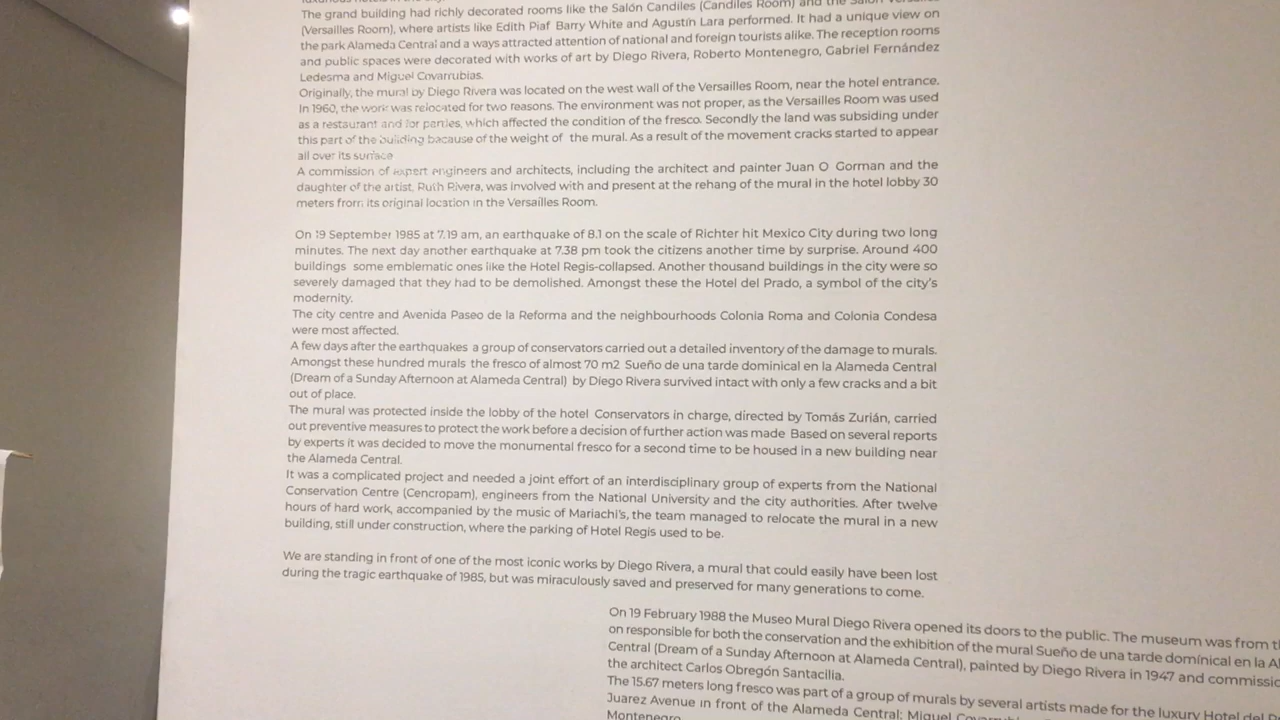 The grand building had richly decorated rooms like the Salón Candiles (Candiles Room) and the Salón Versailles
(Versailles Room), where artists like Edith Piaf Barry White and Agustín Lara performed. It had a unique view on
the park Alameda Central and a ways attracted attention of national and foreign tourists alike. The reception rooms
and public spaces were decorated with works of art by Diego Rivera, Roberto Montenegro, Gabriel Fernández
Ledesma and Miguel Covarrubias.
Originally, the mural by Diego Rivera was located on the west wall of the Versailles Room, near the hotel entrance.
In 1960, the work was relocated for two reasons. The environment was not proper, as the Versailles Room was used
as a restaurant and for parties, which affected the condition of the fresco. Secondly the land was subsiding under
this part of the building bacause of the weight of the mural. As a result of the movement cracks started to appear
all over its surface
A commission of expert engineers and architects, including the architect and painter Juan O Gorman and the
daughter of the artist, Ruth Rivera, was involved with and present at the rehang of the mural in the hotel lobby 30
meters from its original location in the Versailles Room.
On 19 September 1985 at 7.19 am, an earthquake of 8.1 on the scale of Richter hit Mexico City during two long
minutes. The next day another earthquake at 7.38 pm took the citizens another time by surprise. Around 400
buildings some emblematic ones like the Hotel Regis-collapsed. Another thousand buildings in the city were so
severely damaged that they had to be demolished. Amongst these the Hotel del Prado, a symbol of the city's
modernity.
The city centre and Avenida Paseo de la Reforma and the neighbourhoods Colonia Roma and Colonia Condesa
were most affected.
A few days after the earthquakes a group of conservators carried out a detailed inventory of the damage to murals.
Amongst these hundred murals the fresco of almost 70 m2 Sueño de una tarde dominical en la Alameda Central
(Dream of a Sunday Afternoon at Alameda Central) by Diego Rivera survived intact with only a few cracks and a bit
out of place.
The mural was protected inside the lobby of the hotel Conservators in charge, directed by Tomás Zurián, carried
out preventive measures to protect the work before a decision of further action was made Based on several reports
by experts it was decided to move the monumental fresco for a second time to be housed in a new building near
the Alameda Central.
It was a complicated project and needed a joint effort of an interdisciplinary group of experts from the National
Conservation Centre (Cencropam), engineers from the National University and the city authorities. After twelve
hours of hard work, accompanied by the music of Mariachi's, the team managed to relocate the mural in a new
building, still under construction, where the parking of Hotel Regis used to be.
We are standing in front of one of the most iconic works by Diego Rivera, a mural that could easily have been lost
during the tragic earthquake of 1985, but was miraculously saved and preserved for many generations to come.
On 19 February 1988 the Museo Mural Diego Rivera opened its doors to the public. The museum was from
on responsible for both the conservation and the exhibition of the mural Sueño de una tarde domínical en la
Central (Dream of a Sunday Afternoon at Alameda Central), painted by Diego Rivera in 1947 and
the architect Carlos Obregón Santacilia.
The 15.67 meters long fresco was part of a group of murals by several artists made for the luxury Hotel del
Juarez Avenue in front of the Alameda Central: Miguel
Montenegro